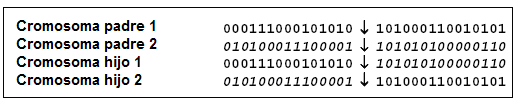 Cromosoma padre 1 000111000101010 ↓ 101000110010101
Cromosoma padre 2 010100011100001 ↓ 101010100000110
Cromosoma hijo 1 000111000101010 ↓ 101010100000110
Cromosoma hijo 2 010100011100001 ↓ 101000110010101